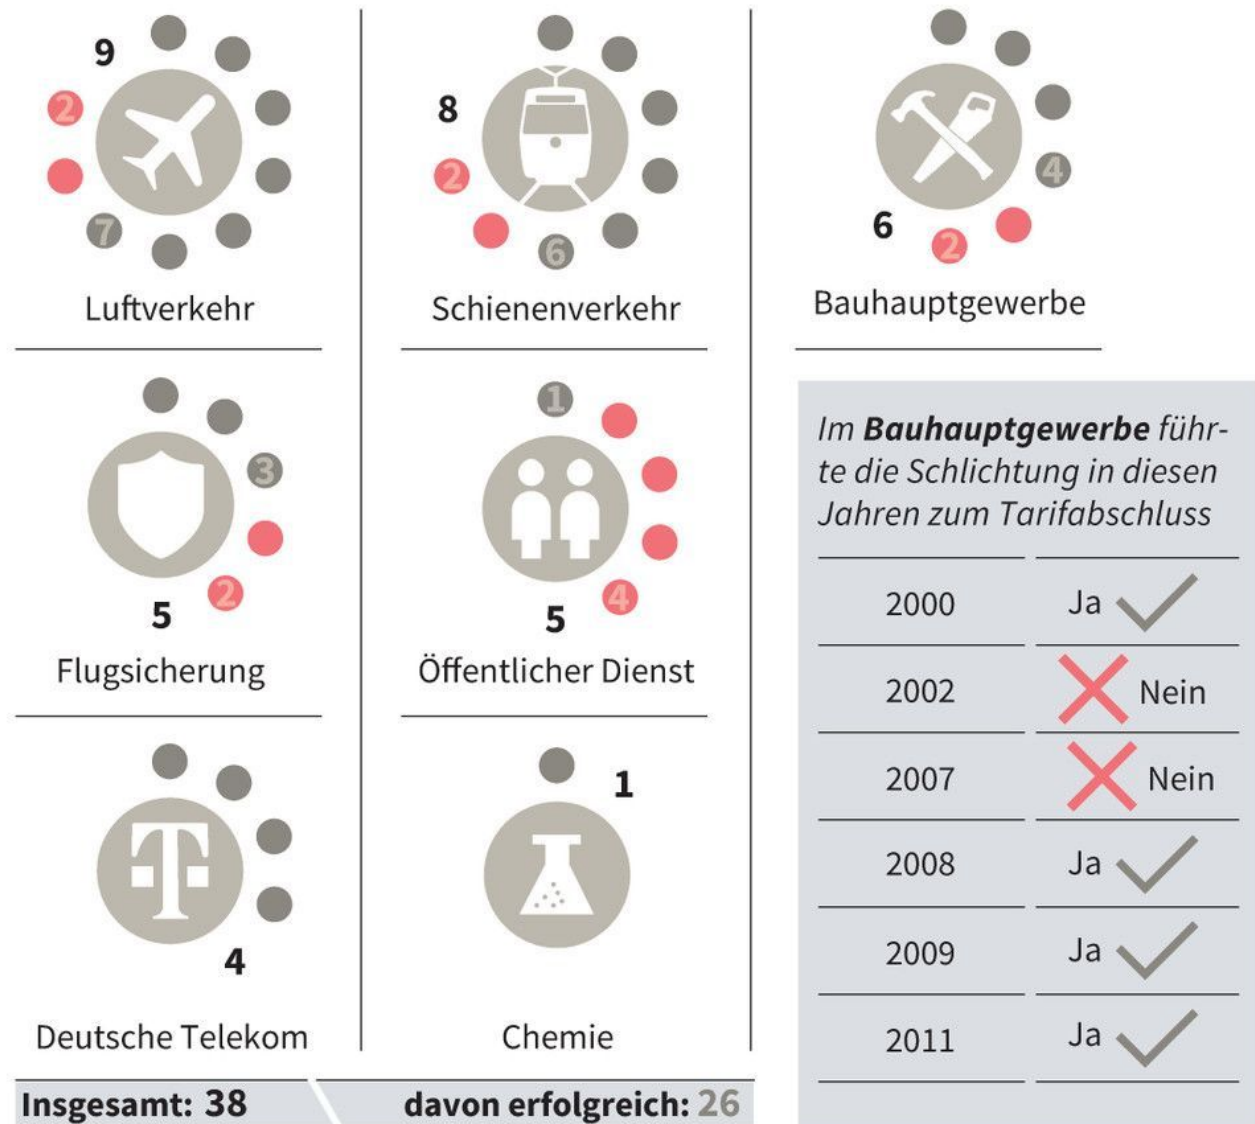 9
2
7
Luftverkehr
8
2
6
Schienenverkehr
6
4
2
Bauhauptgewerbe
3
2
5
Flugsicherung
1
4
5
Öffentlicher Dienst
T
4
Deutsche Telekom
1
Chemie
Insgesamt: 38
davon erfolgreich: 26
Im Bauhauptgewerbe führ-
te die Schlichtung in diesen
Jahren zum Tarifabschluss
2000 Ja
2002 Nein
2007 Nein
2008 Ja
2009 Ja
2011 Ja